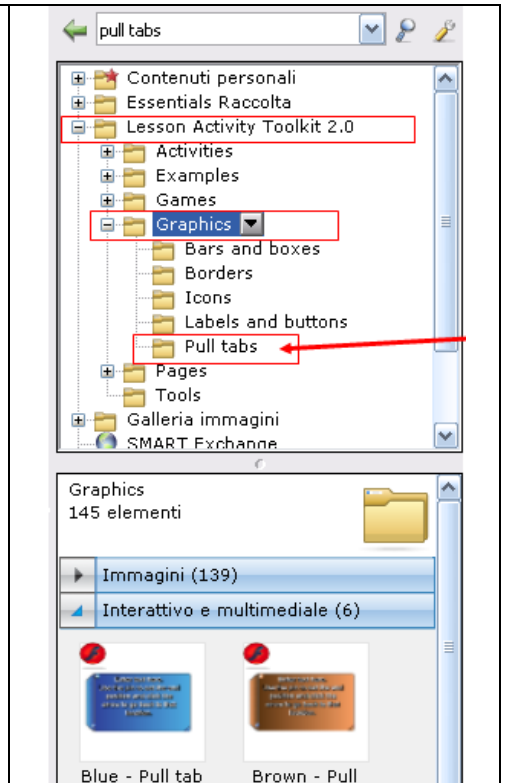 pull tabs
Contenuti personali
Essentials Raccolta
Lesson Activity Toolkit 2.0
Activities
Examples
Games
Graphics
Bars and boxes
Borders
Icons
Labels and buttons
Pull tabs
Pages
Tools
Galleria immagini
SMART Exchange
Graphics
145 elementi
Immagini (139)
Interattivo e multimediale (6)
Blue - Pull tab
Brown - Pull